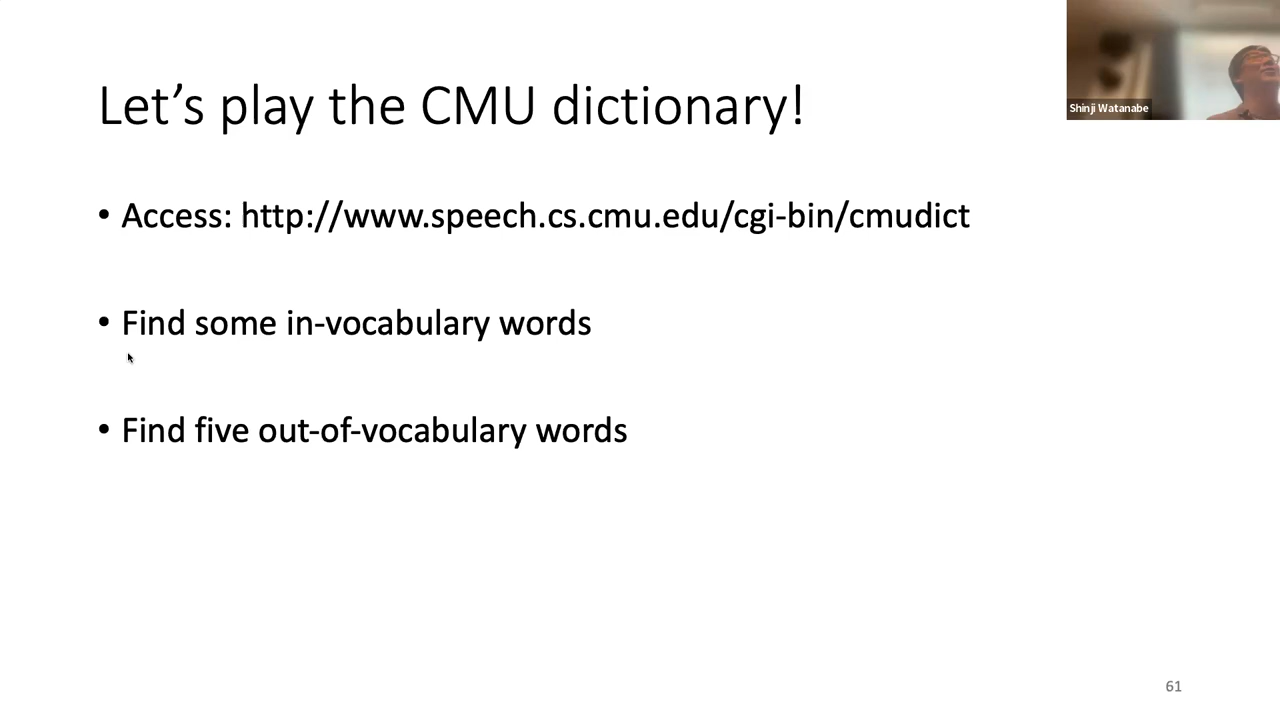 Let's play the CMU dictionary!
Shinji Watanabe
• Access: http://www.speech.cs.cmu.edu/cgi-bin/cmudict
• Find some in-vocabulary words
• Find five out-of-vocabulary words
61